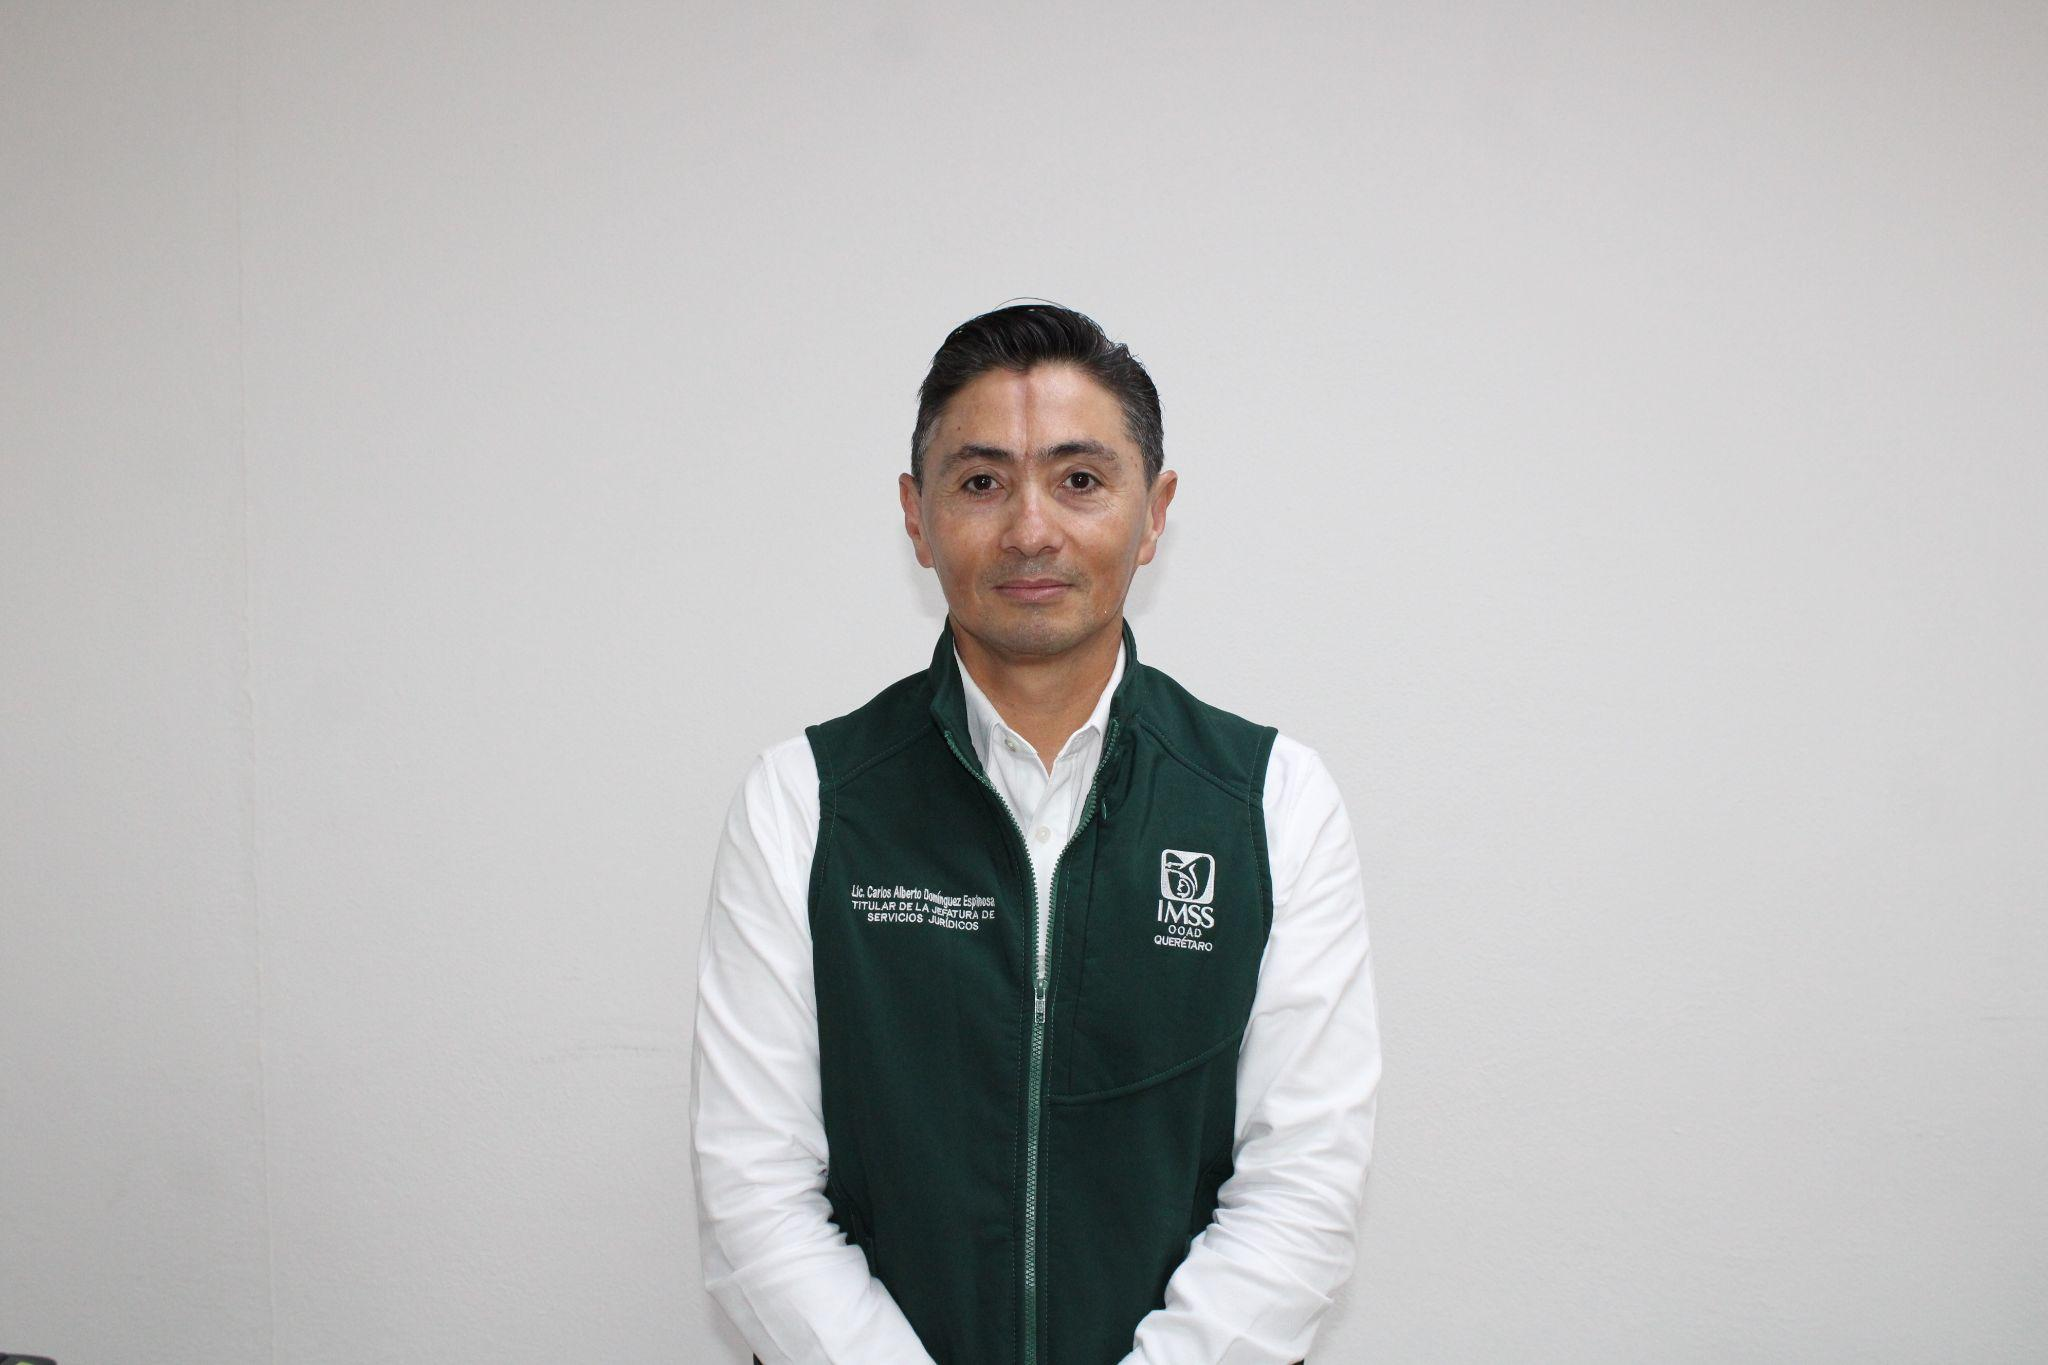 Lic. Carlos Alberto Domínguez Espinosa
TITULAR DE LA JEFATURA DE
SERVICIOS JURÍDICOS
IMSS
OOAD
QUERÉTARO